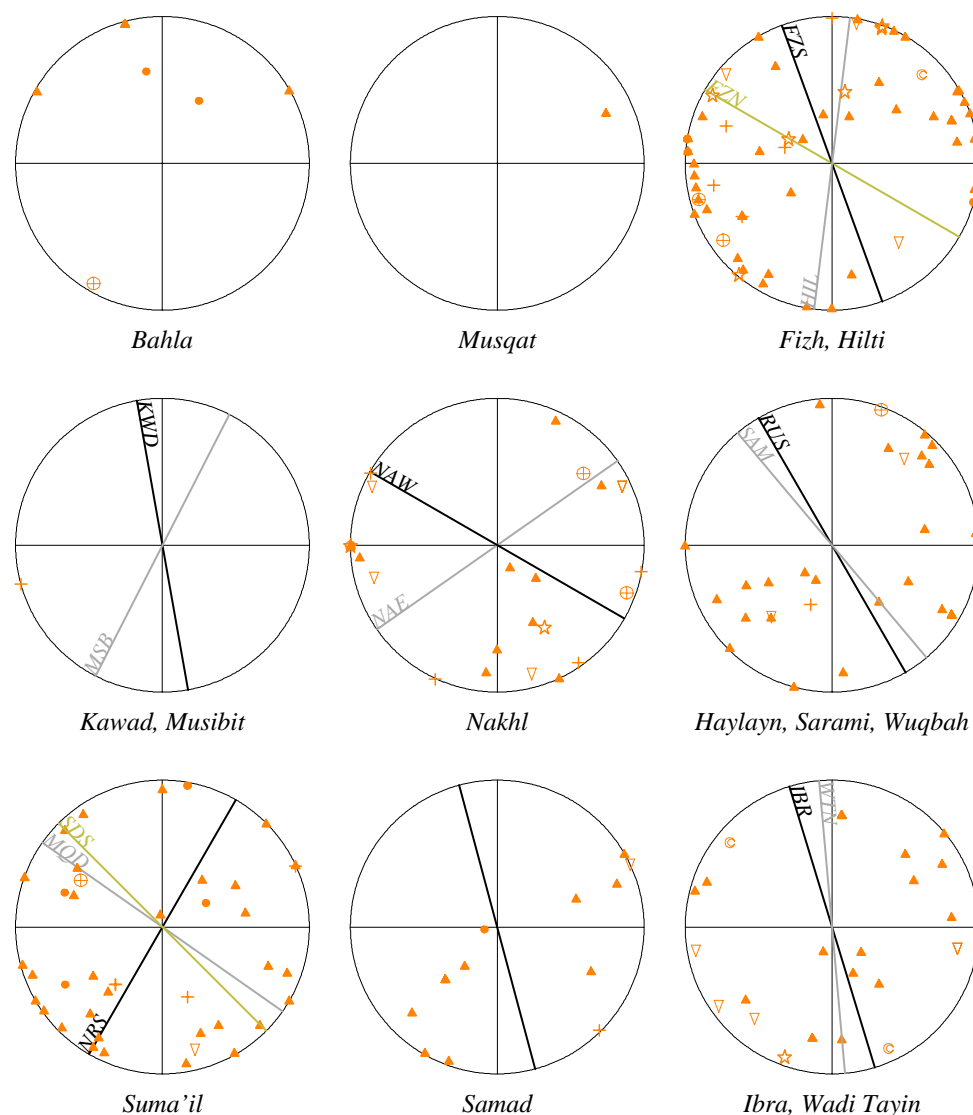 FZS
FZN
HIL
Bahla
Musqat
Fizh, Hilti
KWD
MSB
NAW
NAE
RUS
SAM
Kawad, Musibit
Nakhl
Haylayn, Sarami, Wuqbah
SDS
MQD
NRS
IBR
WTN
Suma'il
Samad
Ibra, Wadi Tayin